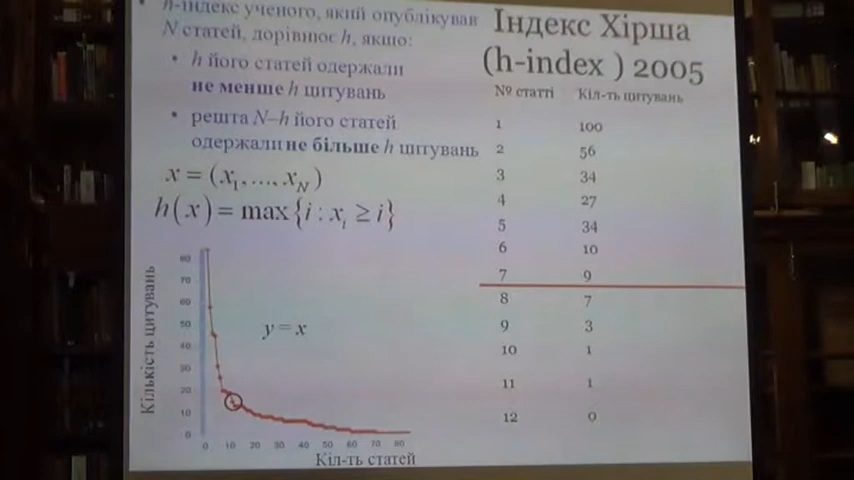 Індекс Хірша
(h-index ) 2005
• h-індекс ученого, який опублікував
N статей, дорівнює h, якщо:
• h його статей одержали
не менше h цитувань
• решта N–h його статей
одержали не більше h цитувань
x = (x1,…, xN)
h(x) = max{i : xi ≥ i}
Кількість цитувань
80
70
60
50
40
30
20
10
0
y = x
0 10 20 30 40 50 60 70 80
Кіл-ть статей
№ статті Кіл-ть цитувань
1 100
2 56
3 34
4 27
5 34
6 10
7 9
8 7
9 3
10 1
11 1
12 0